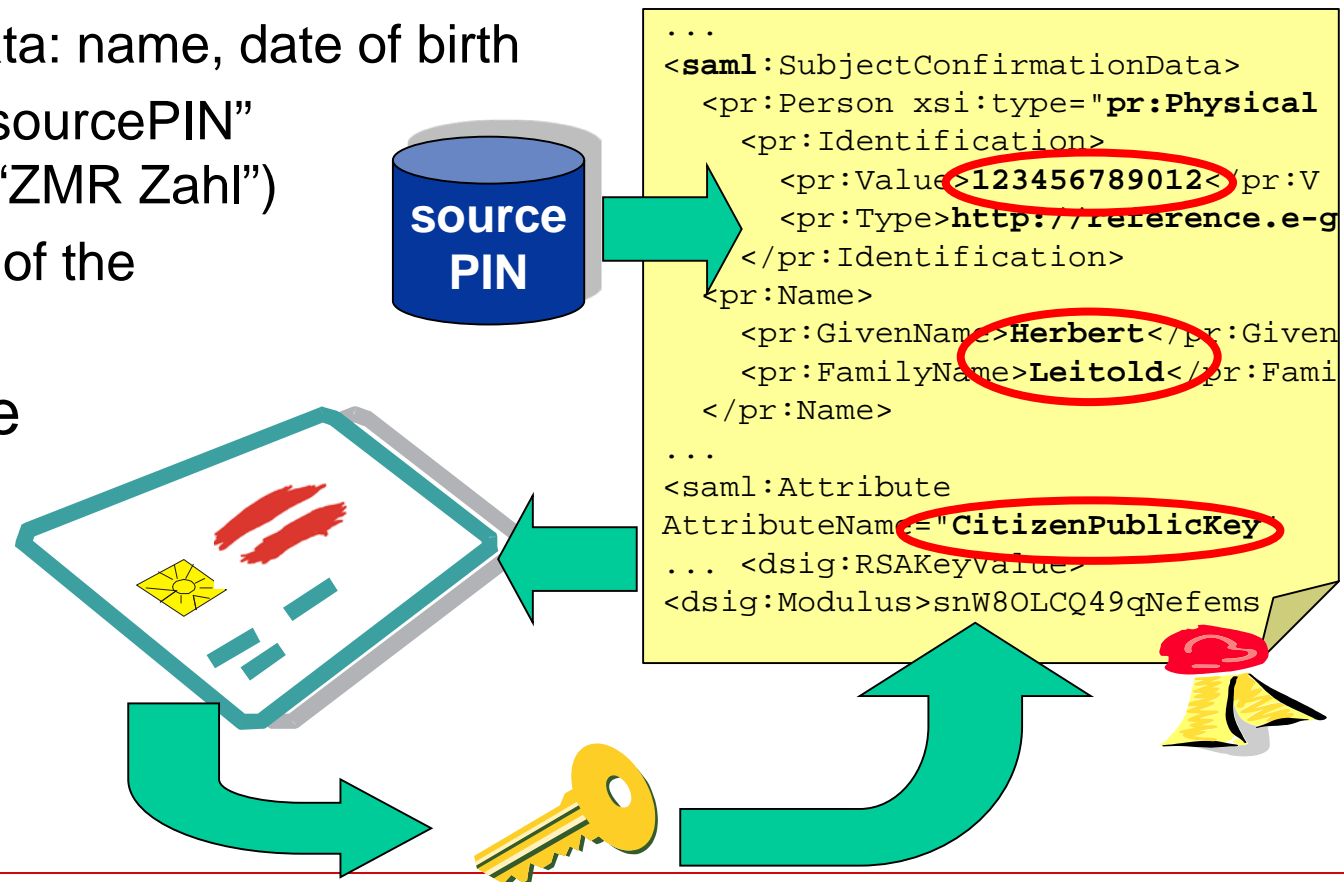 ata: name, date of birth
sourcePIN”
“ZMR Zahl”)
of the
e
source
PIN
...
<saml:SubjectConfirmationData>
<pr:Person xsi:type="pr:Physical
<pr:Identification>
<pr:Value>123456789012</pr:V
<pr:Type>http://reference.e-g
</pr:Identification>
<pr:Name>
<pr:GivenName>Herbert</pr:Given
<pr:FamilyName>Leitold</pr:Fami
</pr:Name>
...
<saml:Attribute
AttributeName="CitizenPublicKey"
... <dsig:RSAKeyValue>
<dsig:Modulus>snW8OLCQ49qNefems